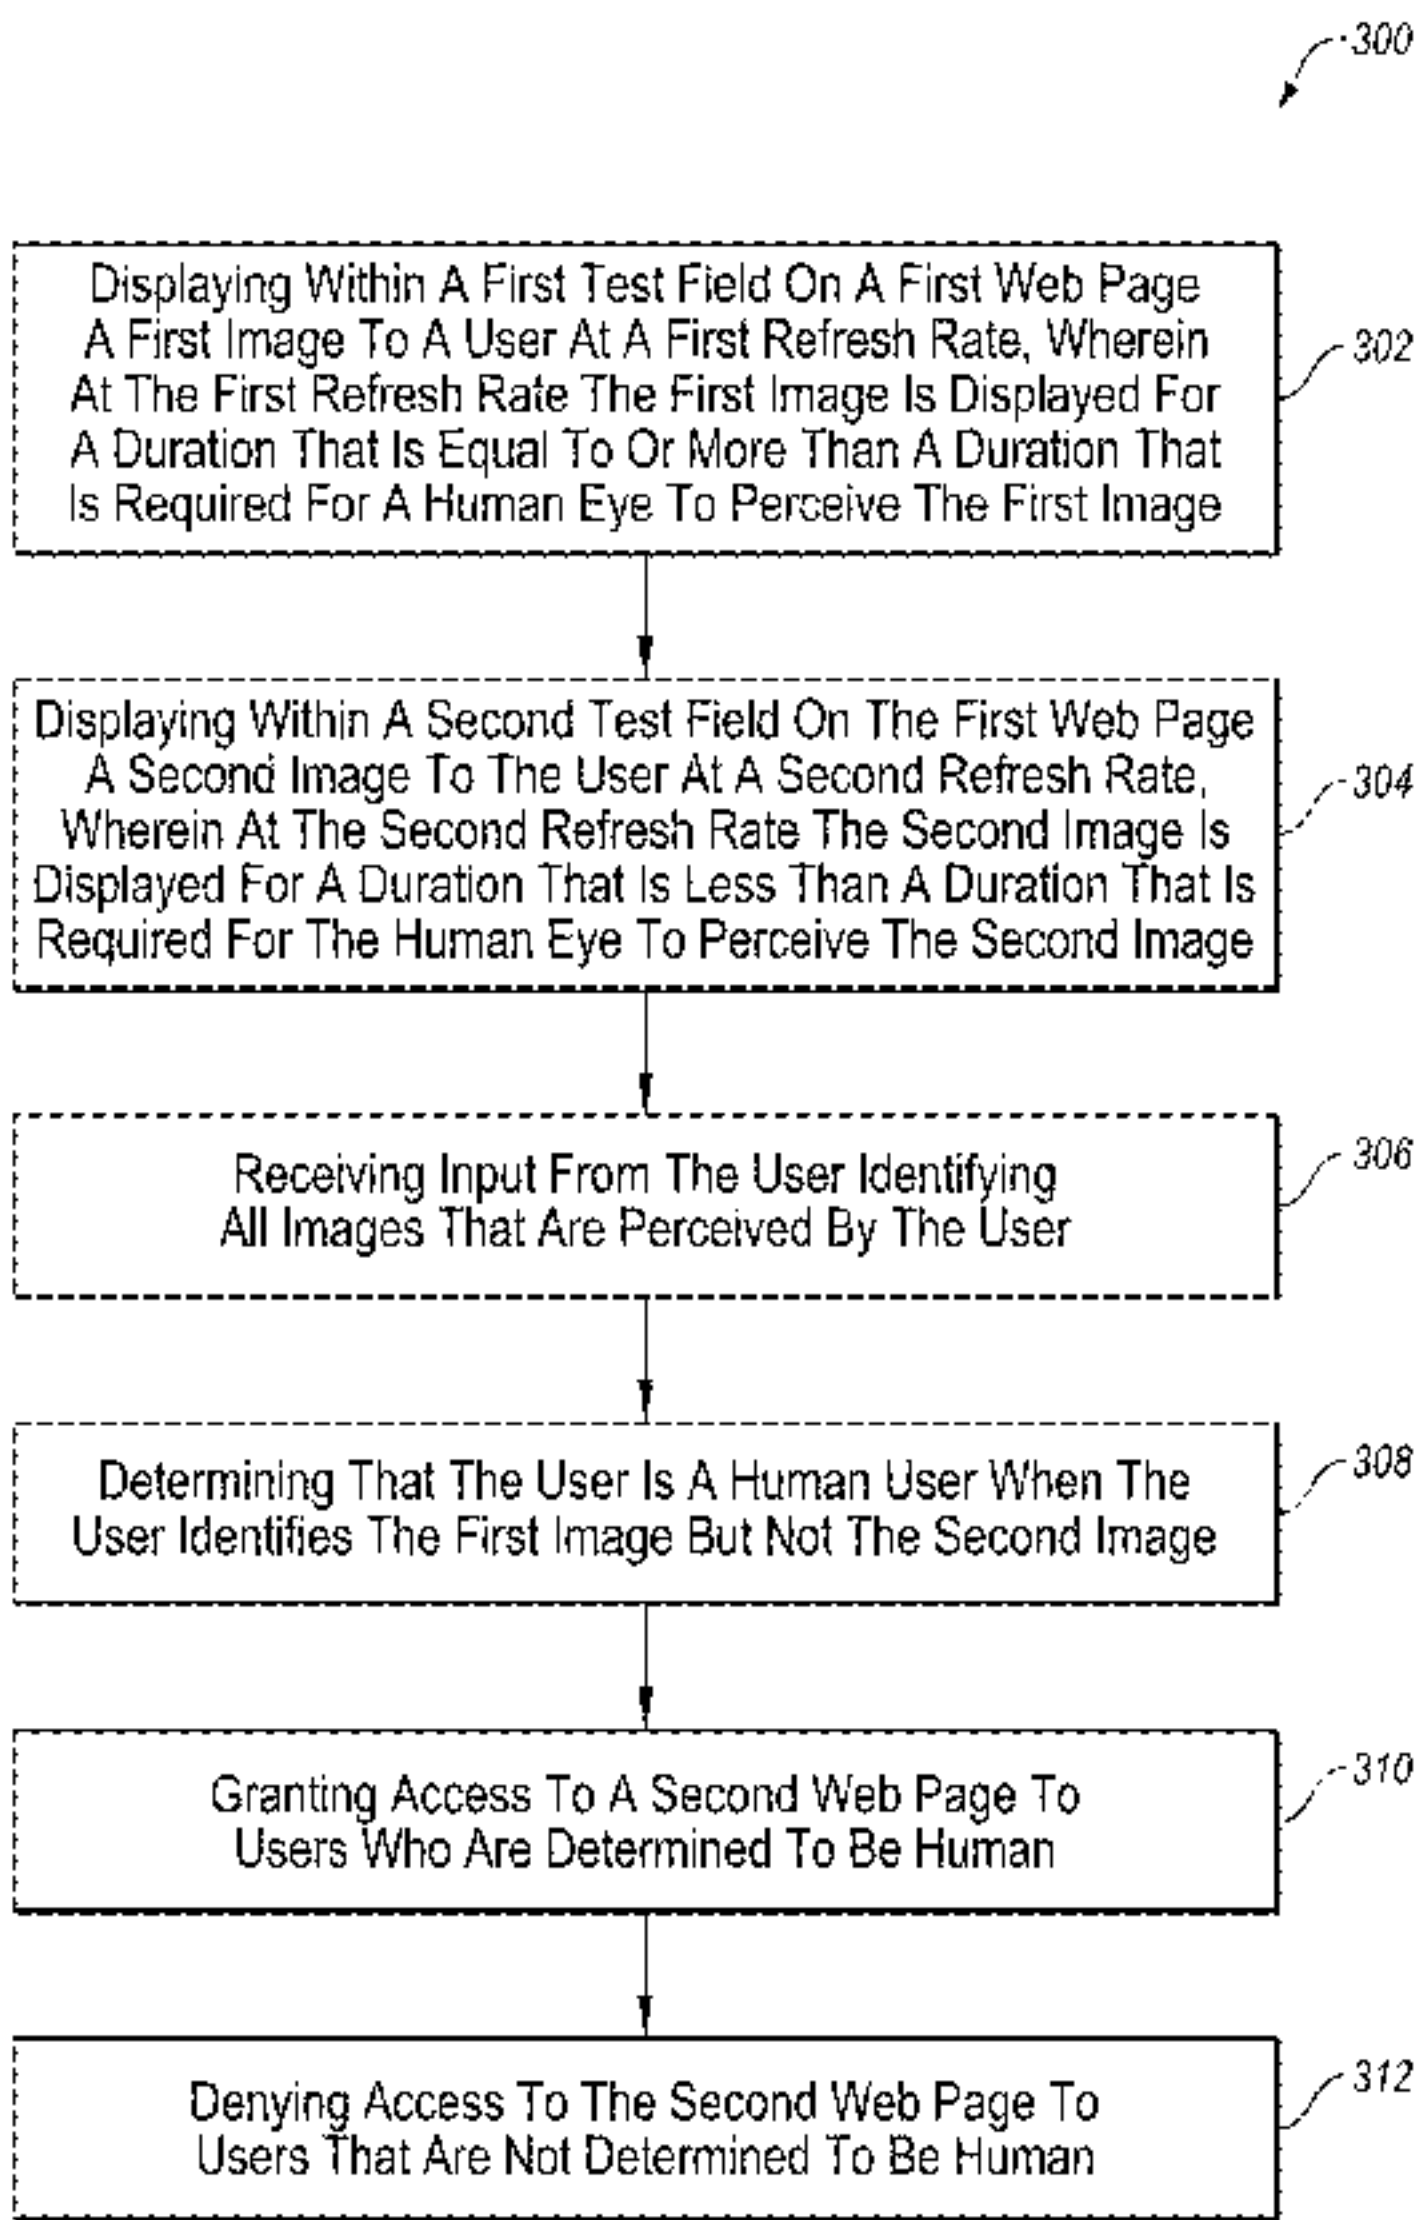 300
Displaying Within A First Test Field On A First Web Page
A First Image To A User At A First Refresh Rate, Wherein
At The First Refresh Rate The First Image Is Displayed For
A Duration That Is Equal To Or More Than A Duration That
Is Required For A Human Eye To Perceive The First Image
302
Displaying Within A Second Test Field On The First Web Page
A Second Image To The User At A Second Refresh Rate,
Wherein At The Second Refresh Rate The Second Image Is
Displayed For A Duration That Is Less Than A Duration That Is
Required For The Human Eye To Perceive The Second Image
304
Receiving Input From The User Identifying
All Images That Are Perceived By The User
306
Determining That The User Is A Human User When The
User Identifies The First Image But Not The Second Image
308
Granting Access To A Second Web Page To
Users Who Are Determined To Be Human
310
Denying Access To The Second Web Page To
Users That Are Not Determined To Be Human
312